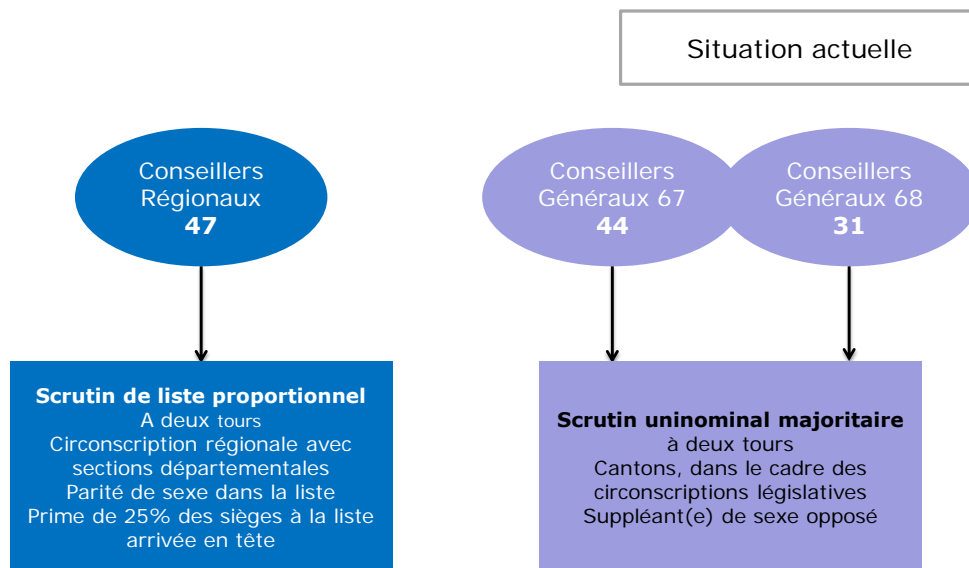 Situation actuelle
Conseillers
Régionaux
47
Conseillers
Généraux 67
44
Conseillers
Généraux 68
31
Scrutin de liste proportionnel
A deux tours
Circonscription régionale avec
sections départementales
Parité de sexe dans la liste
Prime de 25% des sièges à la liste
arrivée en tête
Scrutin uninominal majoritaire
à deux tours
Cantons, dans le cadre des
circonscriptions législatives
Suppléant(e) de sexe opposé